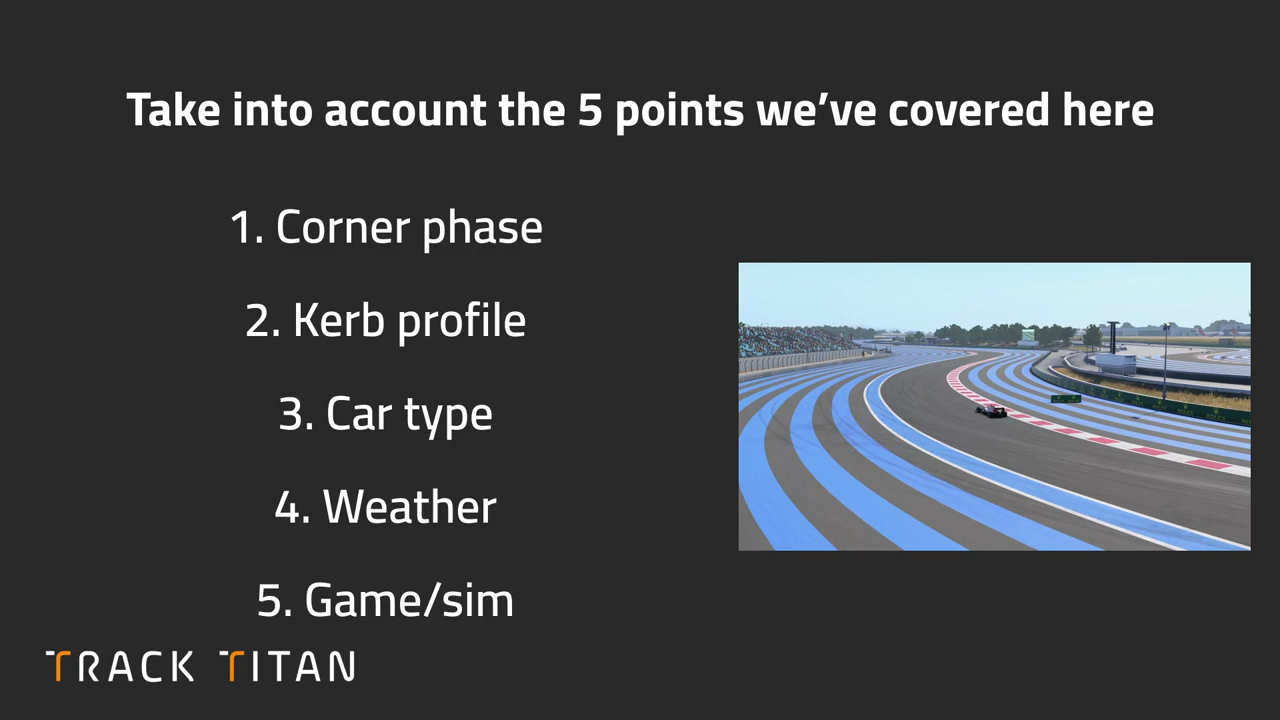 Take into account the 5 points we’ve covered here
1. Corner phase
2. Kerb profile
3. Car type
4. Weather
5. Game/sim
TRACK TITAN